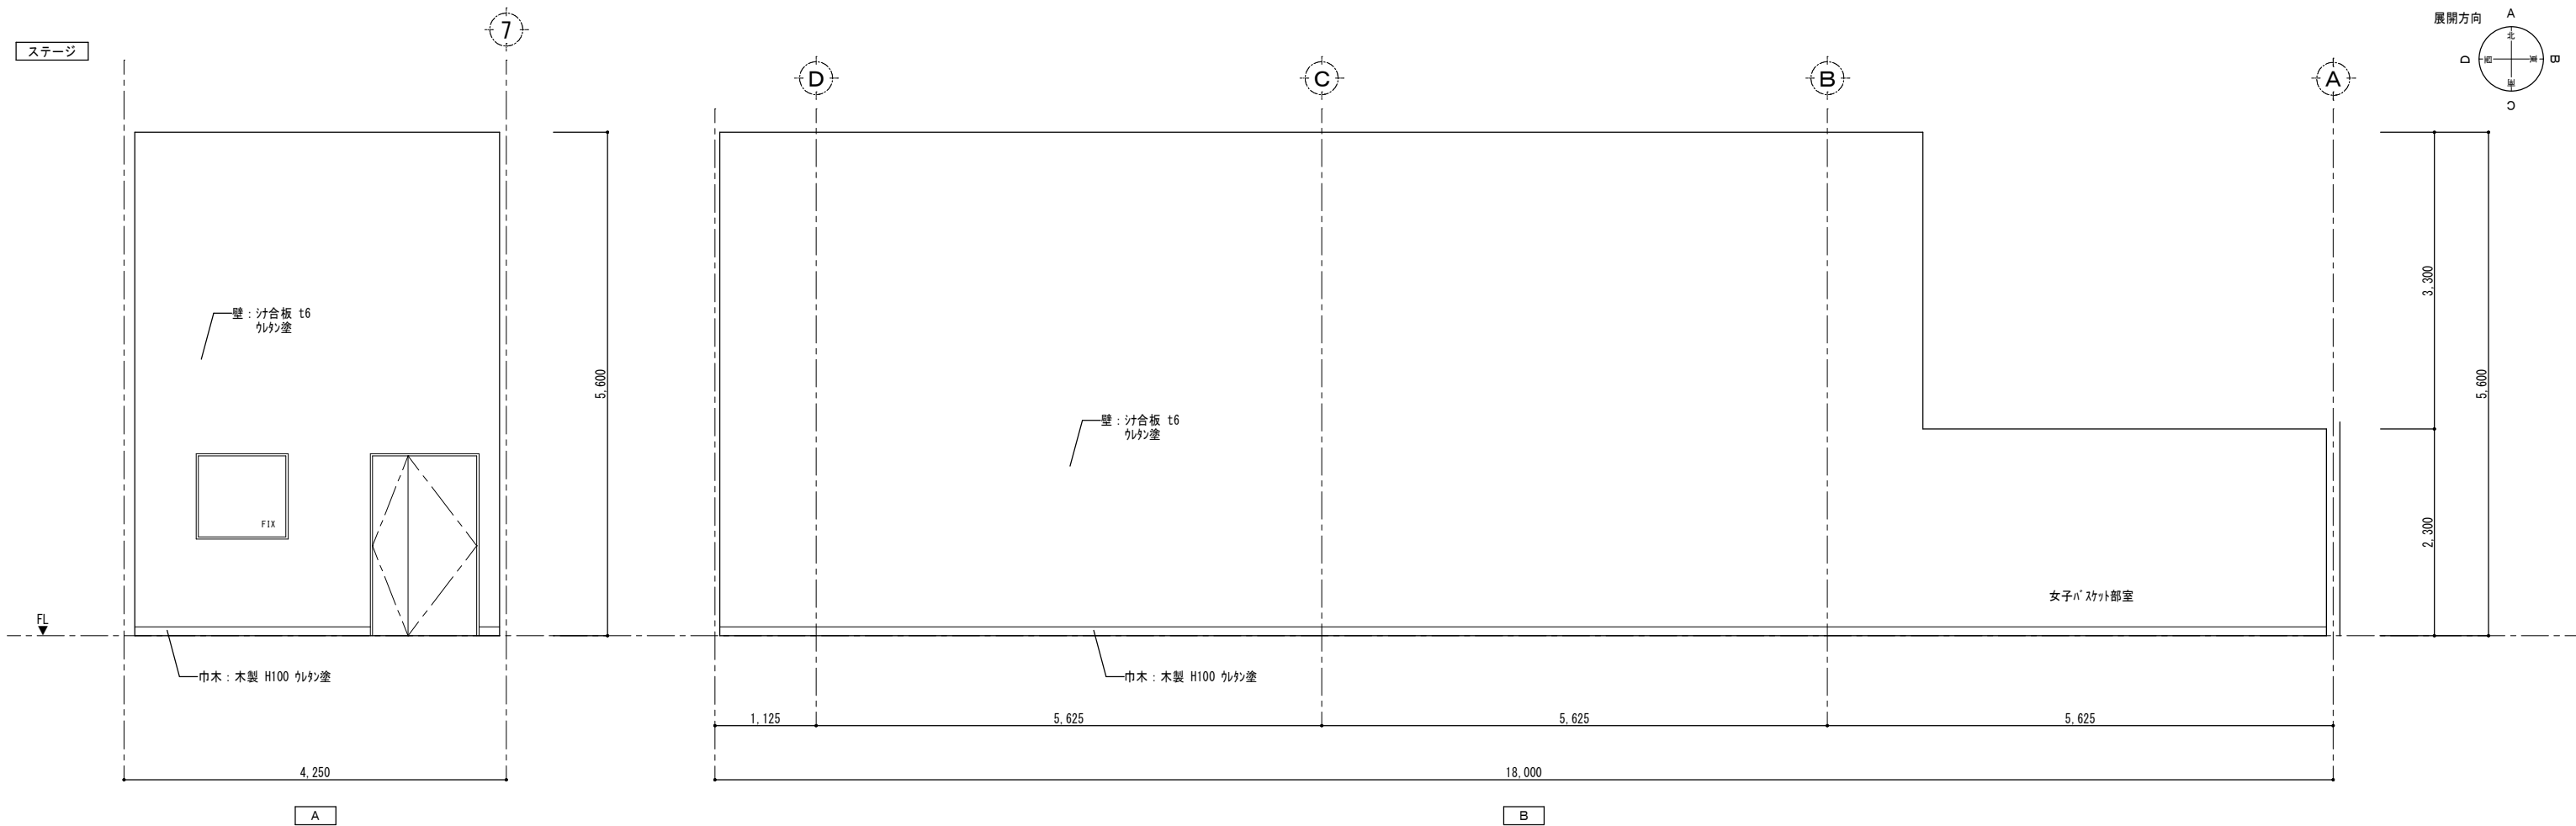 ステージ
7
D
C
B
A
展開方向
A
北
D
西
東
B
南
C
壁：ｼﾅ合板 t6
ｳﾚﾀﾝ塗
FIX
5,600
壁：ｼﾅ合板 t6
ｳﾚﾀﾝ塗
3,300
5,600
2,300
女子ﾊﾞｽｹｯﾄ部室
FL
巾木：木製 H100 ｳﾚﾀﾝ塗
巾木：木製 H100 ｳﾚﾀﾝ塗
1,125
5,625
5,625
5,625
4,250
18,000
A
B